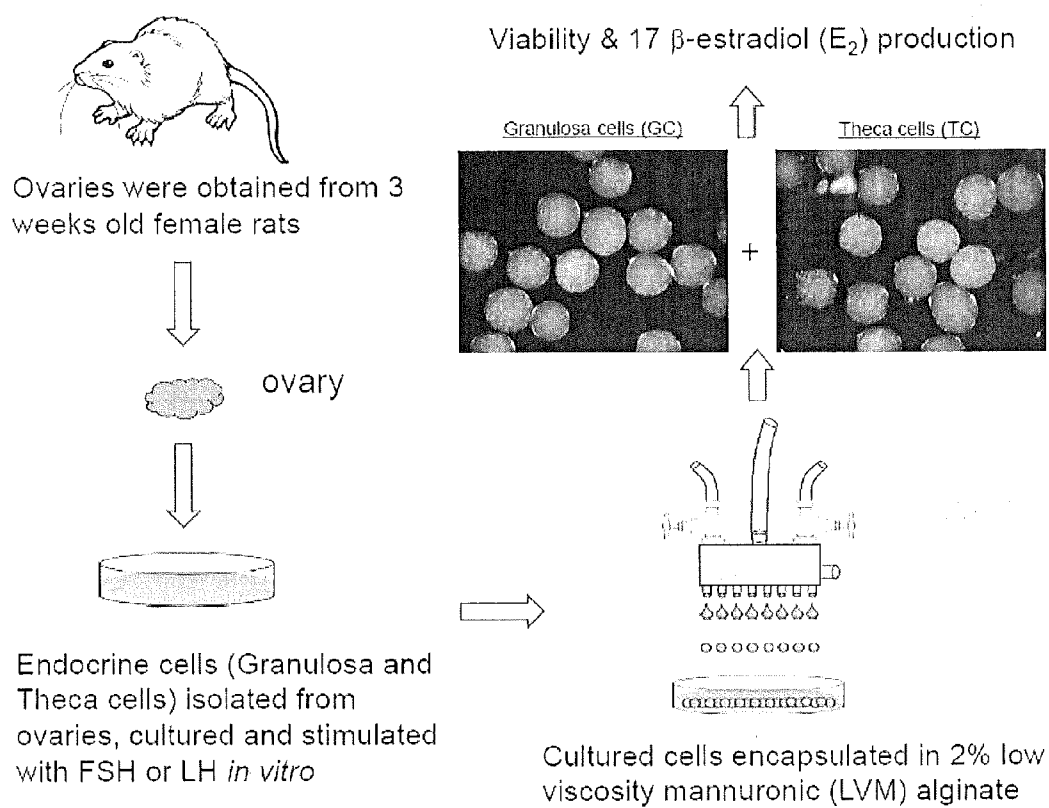 Ovaries were obtained from 3
weeks old female rats
ovary
Endocrine cells (Granulosa and
Theca cells) isolated from
ovaries, cultured and stimulated
with FSH or LH in vitro
Cultured cells encapsulated in 2% low
viscosity mannuronic (LVM) alginate
Granulosa cells (GC)
+
Theca cells (TC)
Viability & 17 β-estradiol (E₂) production